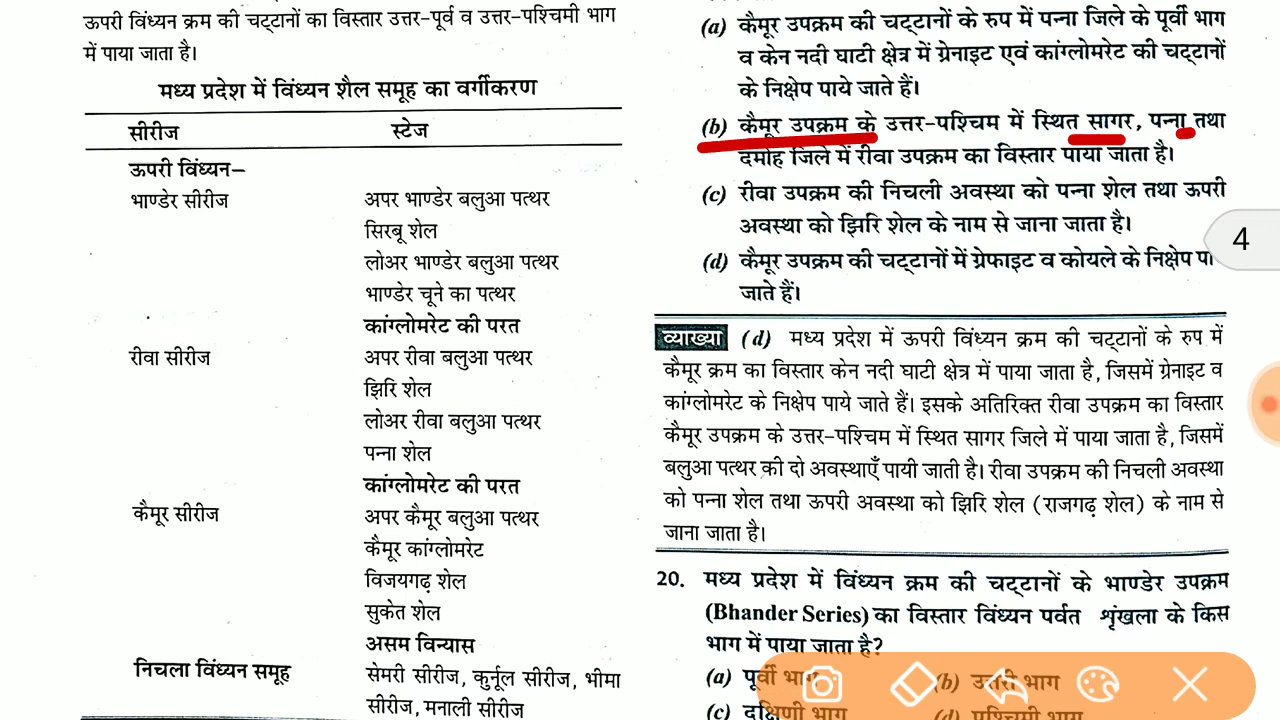 ऊपरी विंध्यन क्रम की चट्टानों का विस्तार उत्तर-पूर्व व उत्तर-पश्चिमी भाग
में पाया जाता है।
मध्य प्रदेश में विंध्यन शैल समूह का वर्गीकरण
सीरीज स्टेज
ऊपरी विंध्यन–
भाण्डेर सीरीज अपर भाण्डेर बलुआ पत्थर
सिरबू शेल
लोअर भाण्डेर बलुआ पत्थर
भाण्डेर चूने का पत्थर
कांग्लोमरेट की परत
रीवा सीरीज अपर रीवा बलुआ पत्थर
झिरि शेल
लोअर रीवा बलुआ पत्थर
पन्ना शेल
कांग्लोमरेट की परत
कैमूर सीरीज अपर कैमूर बलुआ पत्थर
कैमूर कांग्लोमरेट
विजयगढ़ शेल
सुकेत शेल
असम विन्यास
निचला विंध्यन समूह सेमरी सीरीज, कुर्नूल सीरीज, भीमा
सीरीज, मनाली सीरीज
(a) कैमूर उपक्रम की चट्टानों के रुप में पन्ना जिले के पूर्वी भाग
व केन नदी घाटी क्षेत्र में ग्रेनाइट एवं कांग्लोमरेट की चट्टानों
के निक्षेप पाये जाते हैं।
(b) कैमूर उपक्रम के उत्तर-पश्चिम में स्थित सागर, पन्ना तथा
दमोह जिले में रीवा उपक्रम का विस्तार पाया जाता है।
(c) रीवा उपक्रम की निचली अवस्था को पन्ना शेल तथा ऊपरी
अवस्था को झिरि शेल के नाम से जाना जाता है।
(d) कैमूर उपक्रम की चट्टानों में ग्रेफाइट व कोयले के निक्षेप
जाते हैं।
4
व्याख्या (d) मध्य प्रदेश में ऊपरी विंध्यन क्रम की चट्टानों के रुप में
कैमूर क्रम का विस्तार केन नदी घाटी क्षेत्र में पाया जाता है, जिसमें ग्रेनाइट व
कांग्लोमरेट के निक्षेप पाये जाते हैं। इसके अतिरिक्त रीवा उपक्रम का विस्तार
कैमूर उपक्रम के उत्तर-पश्चिम में स्थित सागर जिले में पाया जाता है, जिसमें
बलुआ पत्थर की दो अवस्थाएँ पायी जाती है। रीवा उपक्रम की निचली अवस्था
को पन्ना शेल तथा ऊपरी अवस्था को झिरि शेल (राजगढ़ शेल) के नाम से
जाना जाता है।
20. मध्य प्रदेश में विंध्यन क्रम की चट्टानों के भाण्डेर उपक्रम
(Bhander Series) का विस्तार विंध्यन पर्वत शृंखला के किस
भाग में पाया जाता है?
(a) पूर्वी भाग (b) उत्तरी भाग
(c) दक्षिणी भाग (d) पश्चिमी भाग